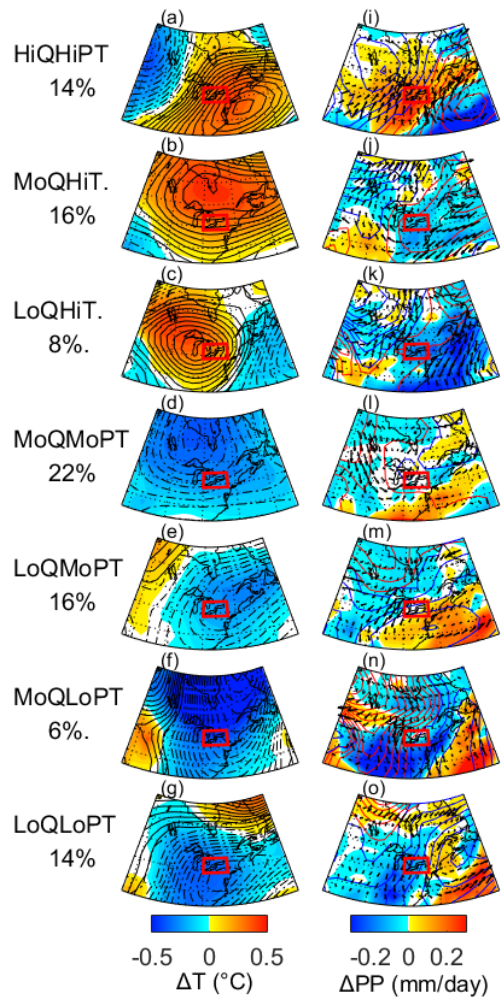 (a) (i)
HiQHiPT
14%
(b) (j)
MoQHiT.
16%
(c) (k)
LoQHiT.
8%.
(d) (l)
MoQMoPT
22%
(e) (m)
LoQMoPT
16%
(f) (n)
MoQLoPT
6%.
(g) (o)
LoQLoPT
14%
-0.5 0 0.5 -0.2 0 0.2
ΔT (°C) ΔPP (mm/day)